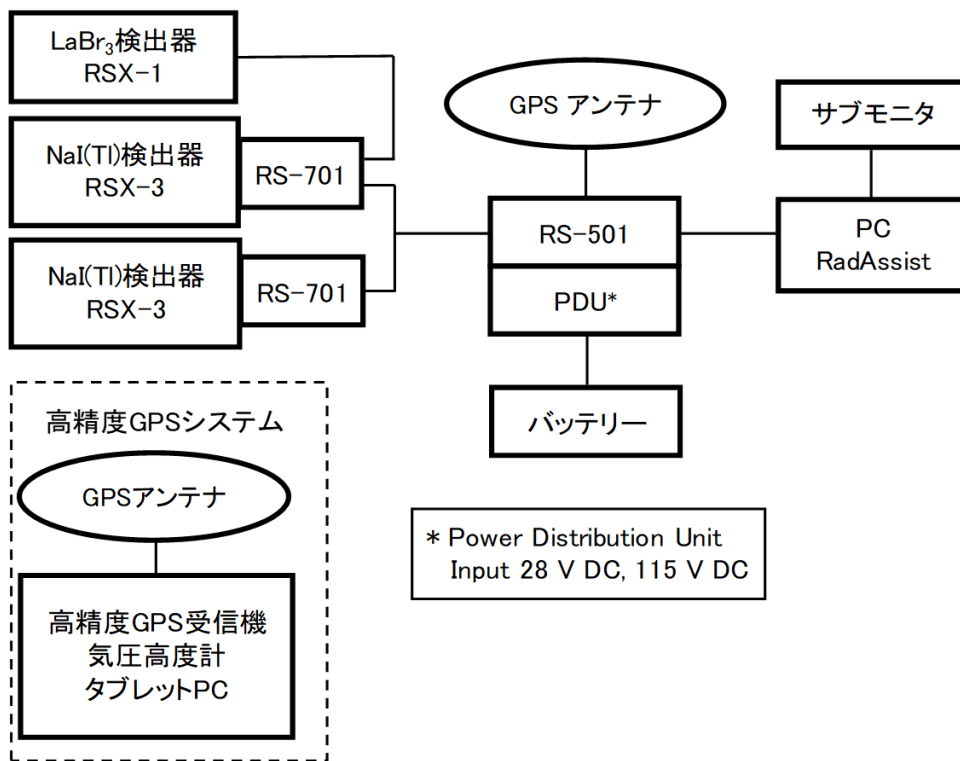 LaBr₃検出器
RSX-1
NaI(Tl)検出器
RSX-3
RS-701
NaI(Tl)検出器
RSX-3
RS-701
GPS アンテナ
RS-501
PDU*
バッテリー
サブモニタ
PC
RadAssist
高精度GPSシステム
GPSアンテナ
高精度GPS受信機
気圧高度計
タブレットPC
* Power Distribution Unit
Input 28 V DC, 115 V DC